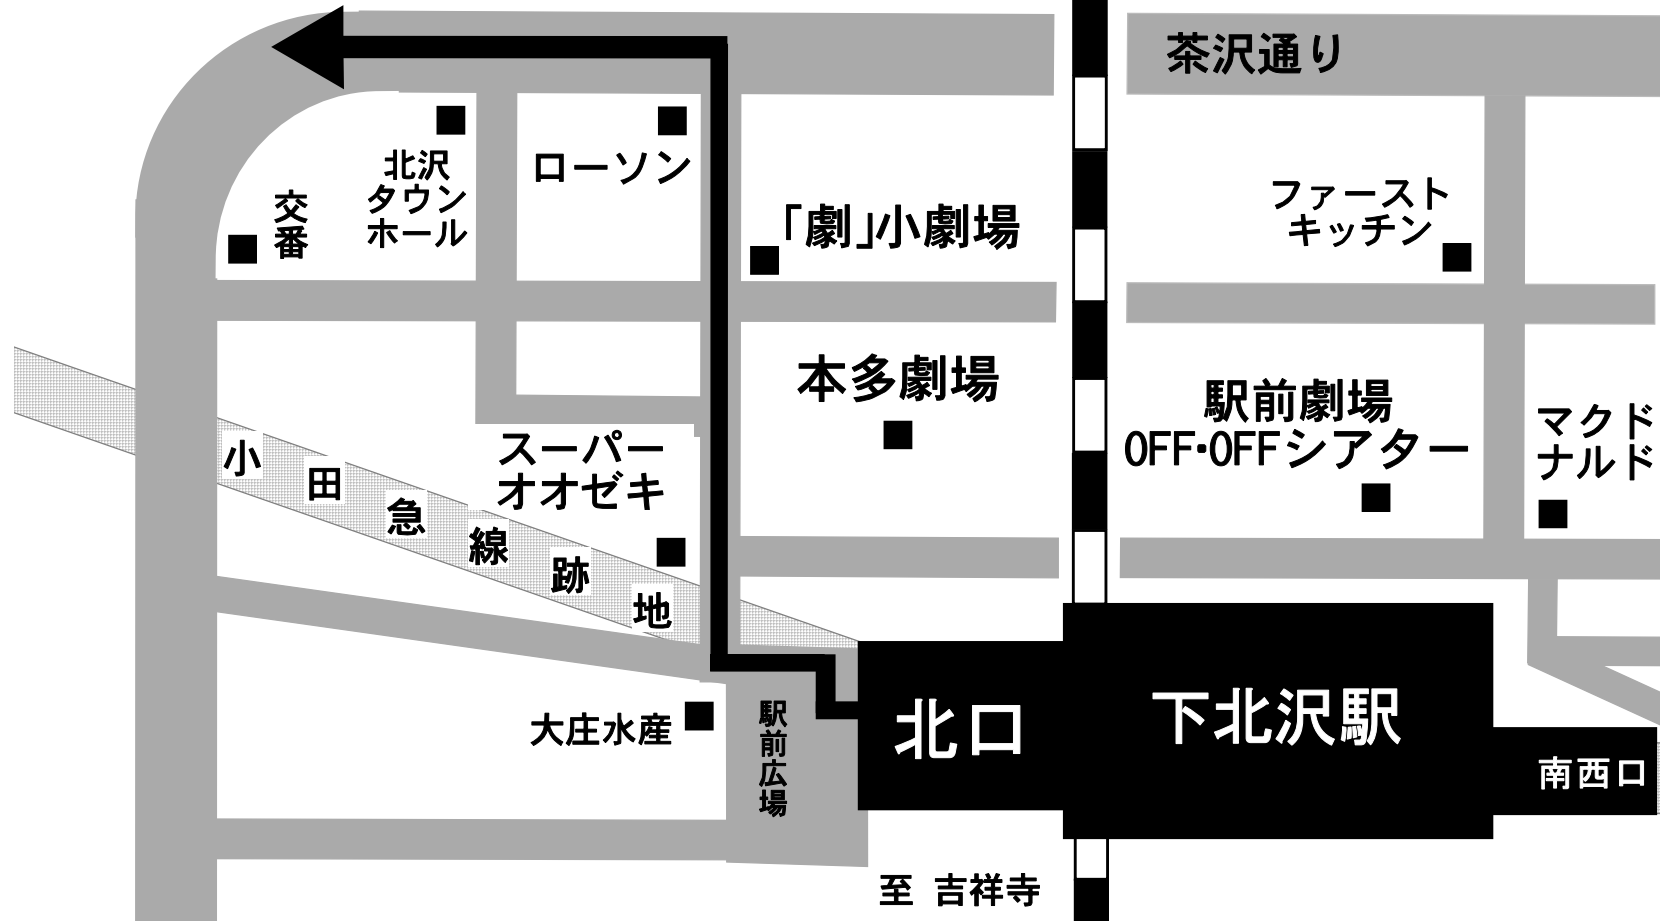 茶沢通り
北沢
タウン
ホール
ローソン
交番
「劇」小劇場
ファースト
キッチン
本多劇場
駅前劇場
OFF・OFFシアター
マクド
ナルド
スーパー
オオゼキ
小田急線跡地
大庄水産
駅前広場
北口
下北沢駅
南西口
至 吉祥寺